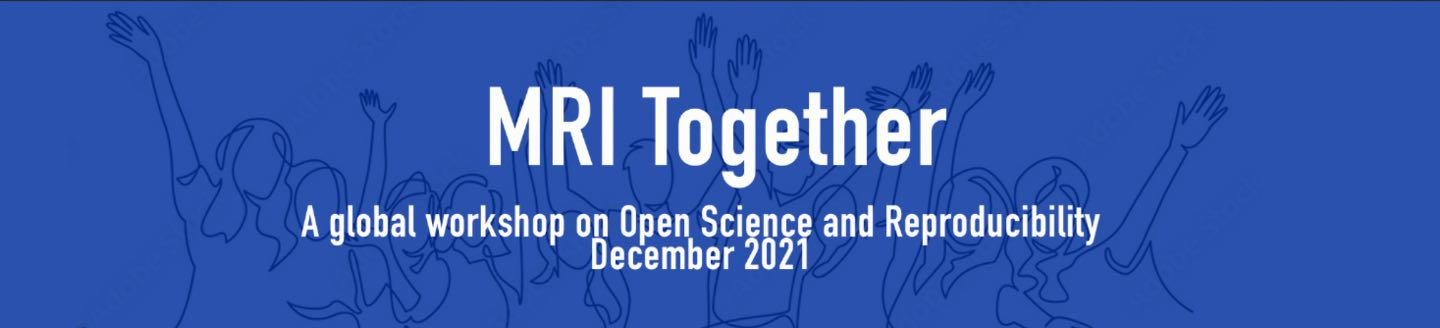 MRI Together
A global workshop on Open Science and Reproducibility
December 2021